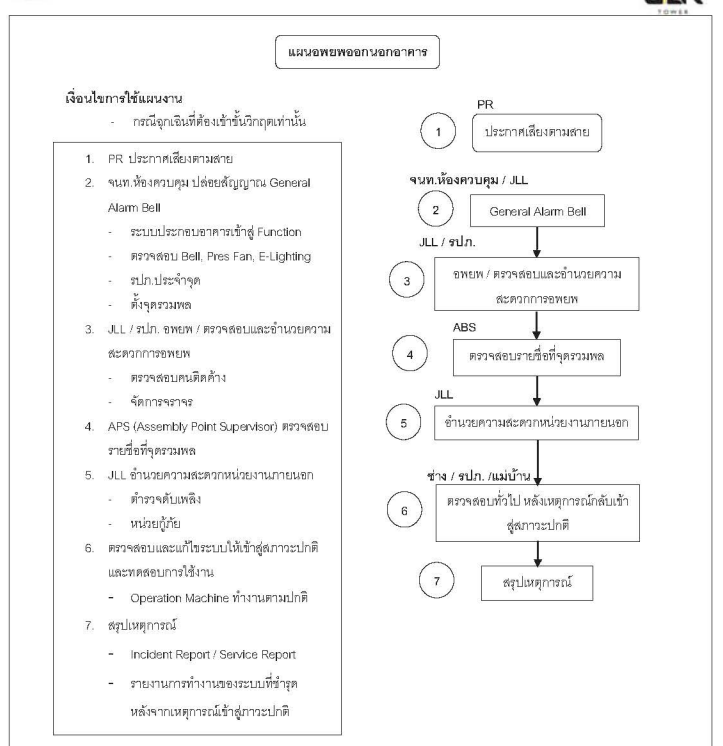 TOWER
แผนอพยพออกนอกอาคาร
เงื่อนไขการใช้แผนงาน
- กรณีฉุกเฉินที่ต้องเข้าขั้นวิกฤตเท่านั้น
1. PR ประกาศเสียงตามสาย
2. จนท.ห้องควบคุม ปล่อยสัญญาณ General
Alarm Bell
- ระบบประกอบอาคารเข้าสู่ Function
- ตรวจสอบ Bell, Pres Fan, E-Lighting
- รปภ.ประจำจุด
- ตั้งจุดรวมพล
3. JLL / รปภ. อพยพ / ตรวจสอบและอำนวยความ
สะดวกการอพยพ
- ตรวจสอบคนติดค้าง
- จัดการจราจร
4. APS (Assembly Point Supervisor) ตรวจสอบ
รายชื่อที่จุดรวมพล
5. JLL อำนวยความสะดวกหน่วยงานภายนอก
- ตำรวจดับเพลิง
- หน่วยกู้ภัย
6. ตรวจสอบและแก้ไขระบบให้เข้าสู่สภาวะปกติ
และทดสอบการใช้งาน
- Operation Machine ทำงานตามปกติ
7. สรุปเหตุการณ์
- Incident Report / Service Report
- รายงานการทำงานของระบบที่ชำรุด
หลังจากเหตุการณ์เข้าสู่ภาวะปกติ
PR
1 ประกาศเสียงตามสาย
จนท.ห้องควบคุม / JLL
2 General Alarm Bell
JLL / รปภ.
3 อพยพ / ตรวจสอบและอำนวยความ
สะดวกการอพยพ
ABS
4 ตรวจสอบรายชื่อที่จุดรวมพล
JLL
5 อำนวยความสะดวกหน่วยงานภายนอก
ช่าง / รปภ. /แม่บ้าน
6 ตรวจสอบทั่วไป หลังเหตุการณ์กลับเข้า
สู่สภาวะปกติ
7 สรุปเหตุการณ์